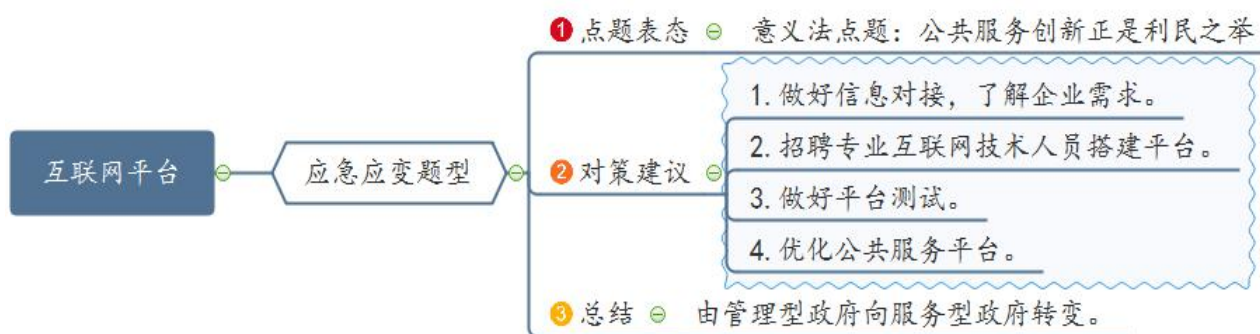 互联网平台
应急应变题型
1 点题表态
意义法点题：公共服务创新正是利民之举
2 对策建议
1. 做好信息对接，了解企业需求。
2. 招聘专业互联网技术人员搭建平台。
3. 做好平台测试。
4. 优化公共服务平台。
3 总结
由管理型政府向服务型政府转变。